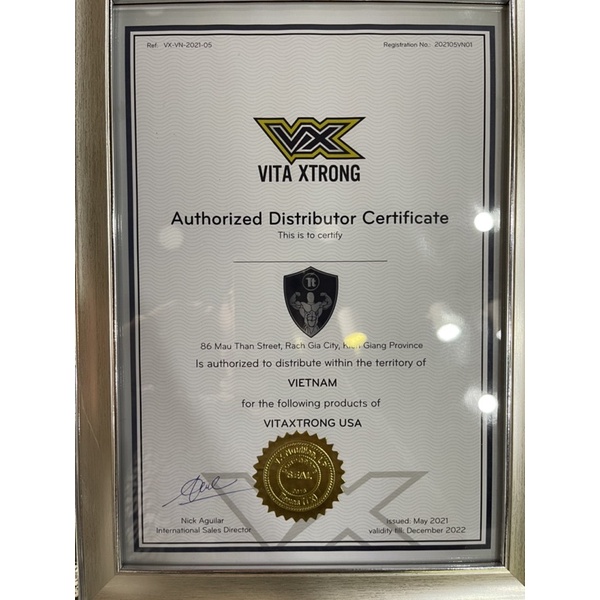 Ref. VX-VN-2021-05
Registration No.: 202105VN01
VX
VITA XTRONG
Authorized Distributor Certificate
This is to certify
Tt
86 Mau Than Street, Rach Gia City, Giang Province
Is authorized to distribute within the territory of
VIETNAM
for the following products of
VITAXTRONG USA
SEAL
Nick Aguilar
International Sales Director
Issued: May 2021
validity till: December 2022